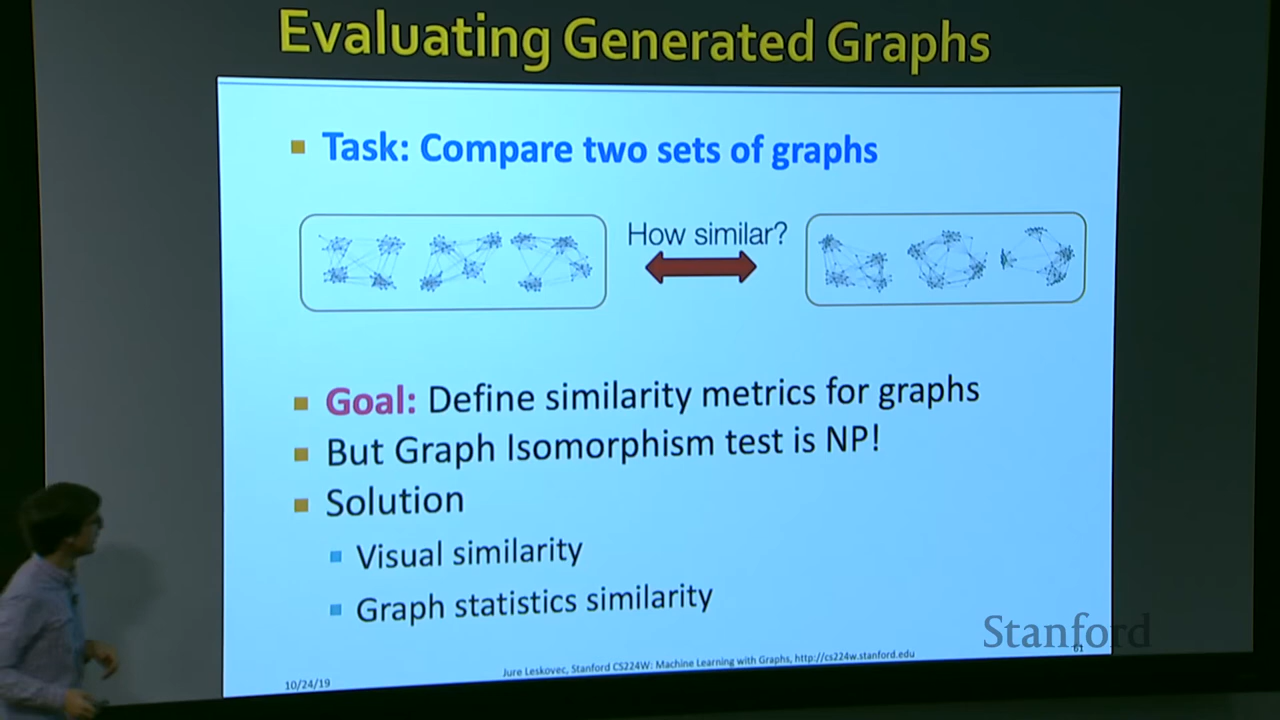 Evaluating Generated Graphs
Task: Compare two sets of graphs
How similar?
Goal: Define similarity metrics for graphs
But Graph Isomorphism test is NP!
Solution
Visual similarity
Graph statistics similarity
Stanford
61
Jure Leskovec, Stanford CS224W: Machine Learning with Graphs, http://cs224w.stanford.edu
10/24/19